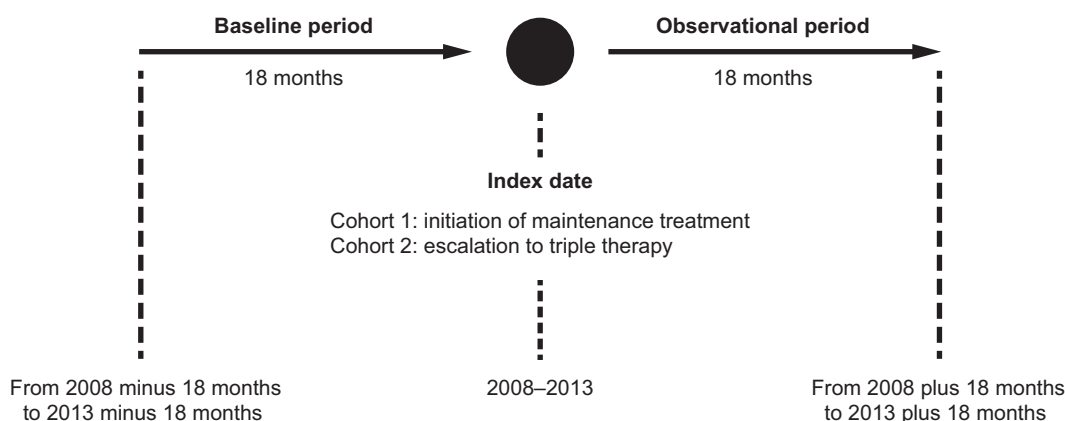 Baseline period
Observational period
18 months
18 months
Index date
Cohort 1: initiation of maintenance treatment
Cohort 2: escalation to triple therapy
From 2008 minus 18 months
to 2013 minus 18 months
2008–2013
From 2008 plus 18 months
to 2013 plus 18 months